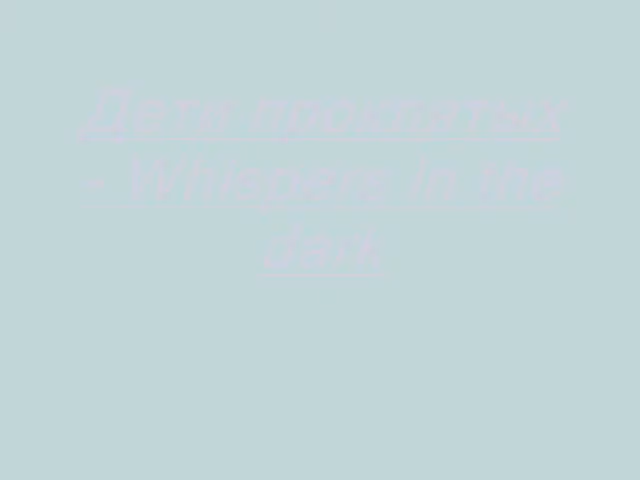 Дети проклятых
- Whispers in the
dark